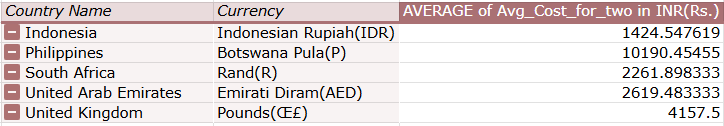 Country Name Currency AVERAGE of Avg_Cost_for_two in INR(Rs.)
Indonesia Indonesian Rupiah(IDR) 1424.547619
Philippines Botswana Pula(P) 10190.45455
South Africa Rand(R) 2261.898333
United Arab Emirates Emirati Diram(AED) 2619.483333
United Kingdom Pounds(Œ£) 4157.5